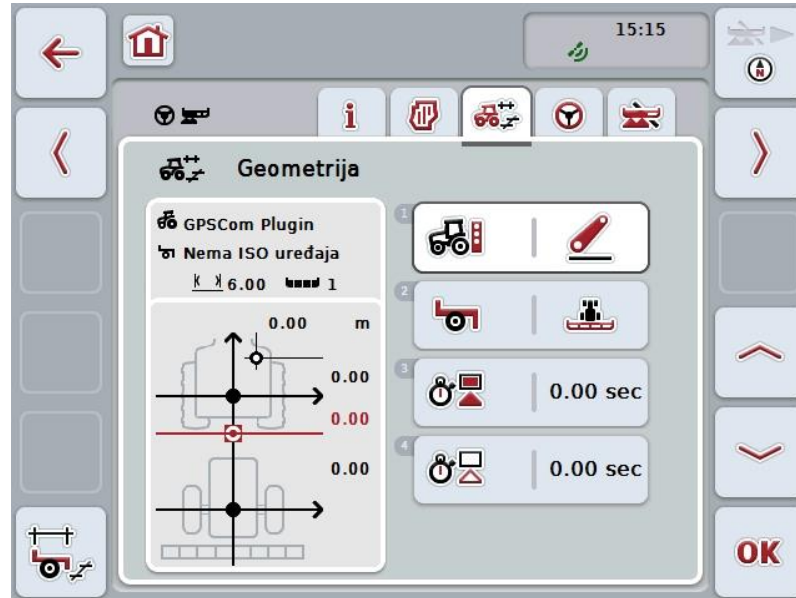 15:15
N
i
Geometrija
GPSCom Plugin
Nema ISO uređaja
6.00 1
0.00 m
0.00
0.00
0.00
1
2
3
0.00 sec
4
0.00 sec
OK